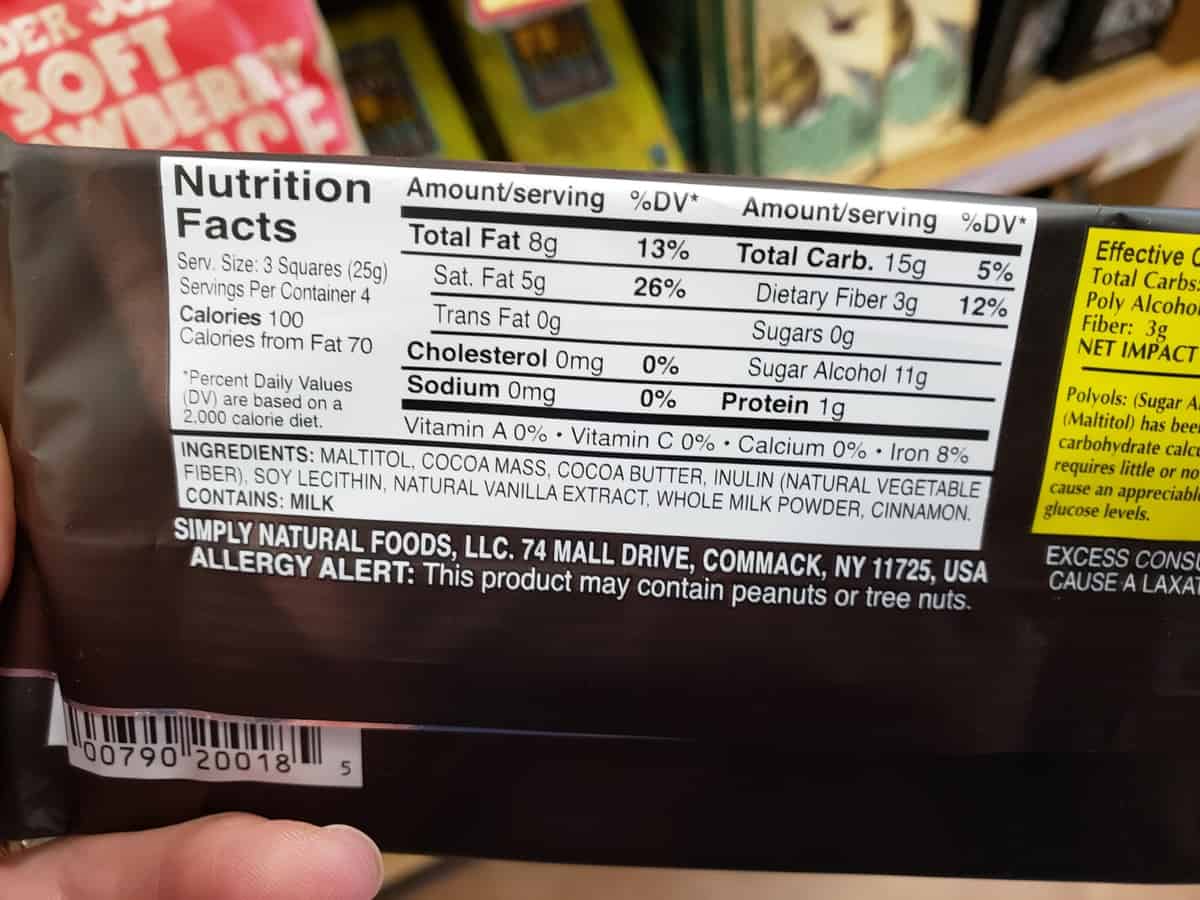 SOFT
Nutrition
Facts
Serv. Size: 3 Squares (25g)
Servings Per Container 4
Calories 100
Calories from Fat 70
*Percent Daily Values
(DV) are based on a
2,000 calorie diet.
Amount/serving %DV*
Total Fat 8g 13%
Sat. Fat 5g 26%
Trans Fat 0g
Cholesterol 0mg 0%
Sodium 0mg 0%
Amount/serving %DV*
Total Carb. 15g 5%
Dietary Fiber 3g 12%
Sugars 0g
Sugar Alcohol 11g
Protein 1g
Vitamin A 0% • Vitamin C 0% • Calcium 0% • Iron 8%
INGREDIENTS: MALTITOL, COCOA MASS, COCOA BUTTER, INULIN (NATURAL VEGETABLE
FIBER), SOY LECITHIN, NATURAL VANILLA EXTRACT, WHOLE MILK POWDER, CINNAMON.
CONTAINS: MILK
SIMPLY NATURAL FOODS, LLC. 74 MALL DRIVE, COMMACK, NY 11725, USA
ALLERGY ALERT: This product may contain peanuts or tree nuts.
Effective
Total Carbs:
Poly
Fiber: 3g
NET IMPACT
Polyols: (Sugar
(Maltitol) has
carbohydrate
requires little or no
cause an
glucose levels.
EXCESS
CAUSE A
00790 20018 5